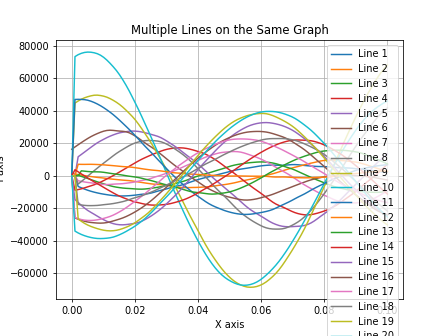 Multiple Lines on the Same Graph
80000
60000
40000
20000
0
−20000
−40000
−60000
0.00
0.02
0.04
0.06
X axis
Line 1
Line 2
Line 3
Line 4
Line 5
Line 6
Line 7
Line 8
Line 9
Line 10
Line 11
Line 12
Line 13
Line 14
Line 15
Line 16
Line 17
Line 18
Line 19
Line 20